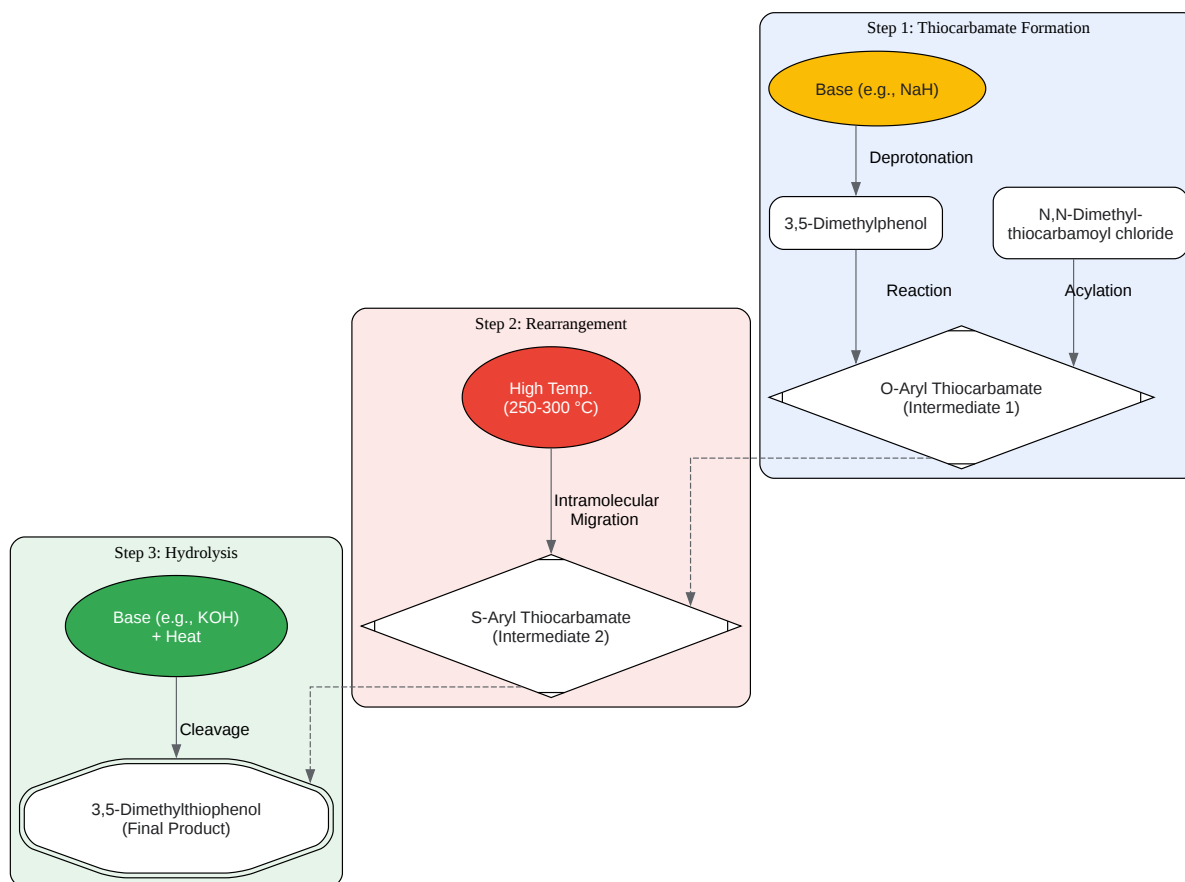 Step 1: Thiocarbamate Formation
Base (e.g., NaH)
Deprotonation
3,5-Dimethylphenol
N,N-Dimethyl-
thiocarbamoyl chloride
Reaction
Acylation
O-Aryl Thiocarbamate
(Intermediate 1)
Step 2: Rearrangement
High Temp.
(250-300 °C)
Intramolecular
Migration
S-Aryl Thiocarbamate
(Intermediate 2)
Step 3: Hydrolysis
Base (e.g., KOH)
+ Heat
Cleavage
3,5-Dimethylthiophenol
(Final Product)